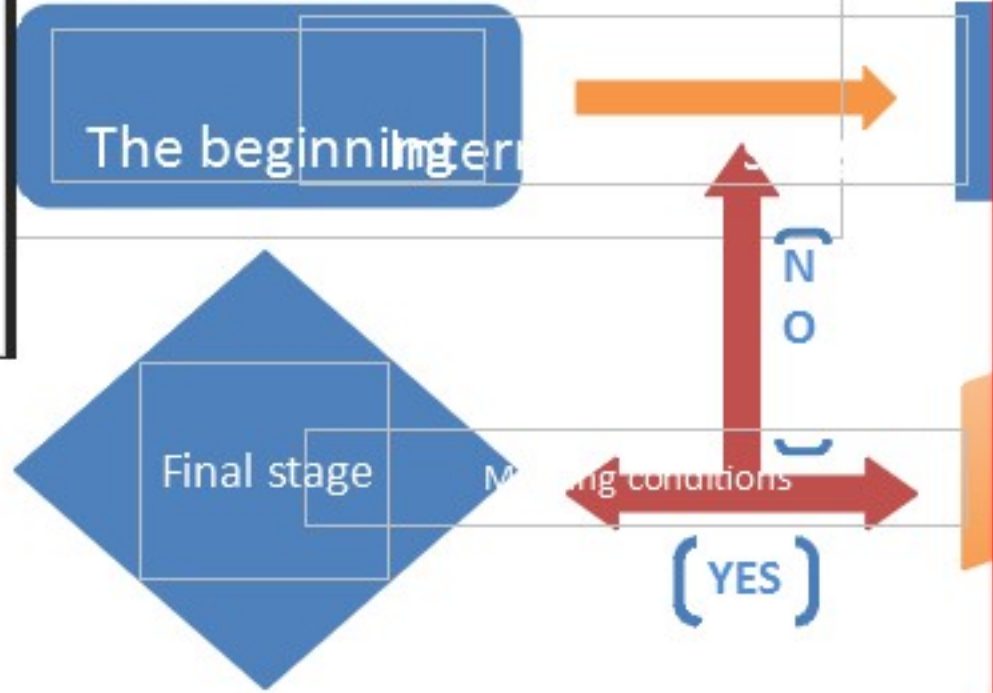 The beginning
N
O
Final stage
conditions
YES